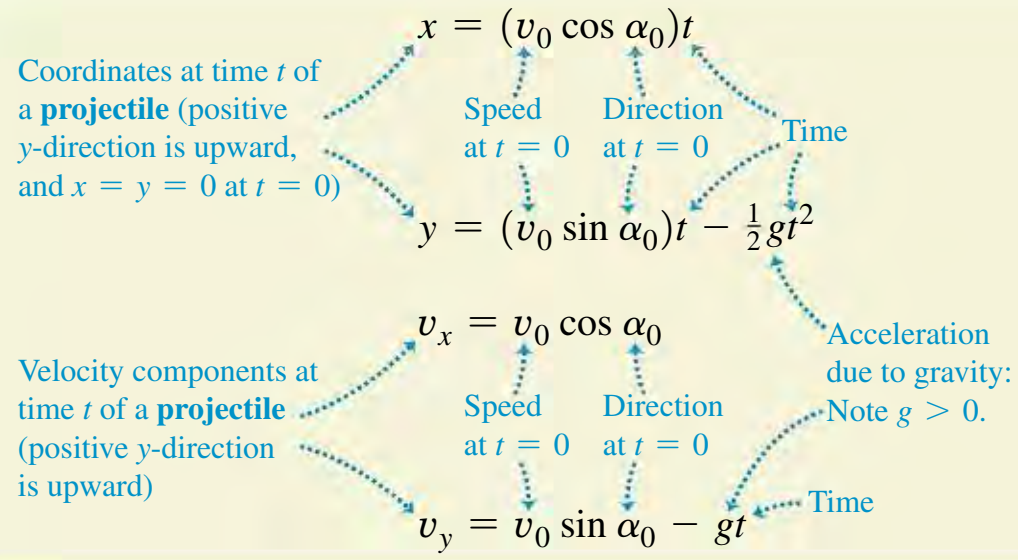 x = (v₀ cos α₀)t
Coordinates at time t of
a projectile (positive
y-direction is upward,
and x = y = 0 at t = 0)
Speed
at t = 0
Direction
at t = 0
Time
y = (v₀ sin α₀)t − ½gt²
vₓ = v₀ cos α₀
Acceleration
due to gravity:
Note g > 0.
Velocity components at
time t of a projectile
(positive y-direction
is upward)
Speed
at t = 0
Direction
at t = 0
Time
v_y = v₀ sin α₀ − gt